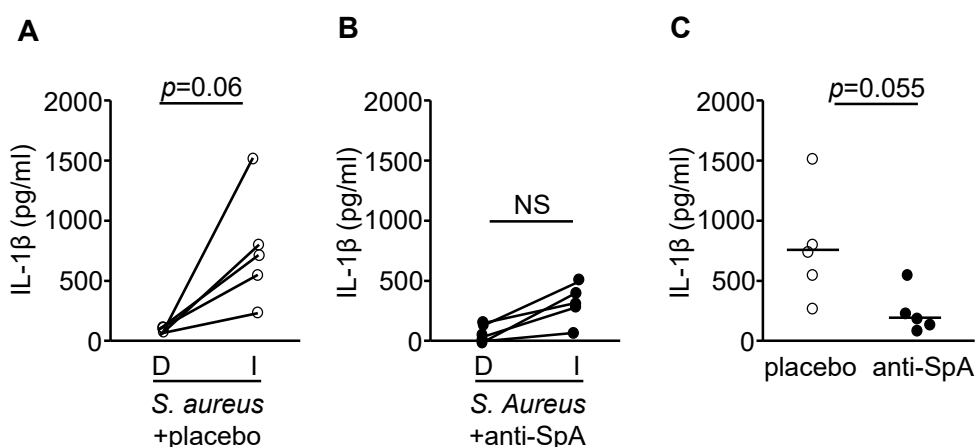 A
p=0.06
2000
1500
1000
500
0
IL-1β (pg/ml)
D I
S. aureus
+placebo
B
2000
1500
1000
500
0
IL-1β (pg/ml)
NS
D I
S. Aureus
+anti-SpA
C
p=0.055
2000
1500
1000
500
0
IL-1β (pg/ml)
placebo anti-SpA